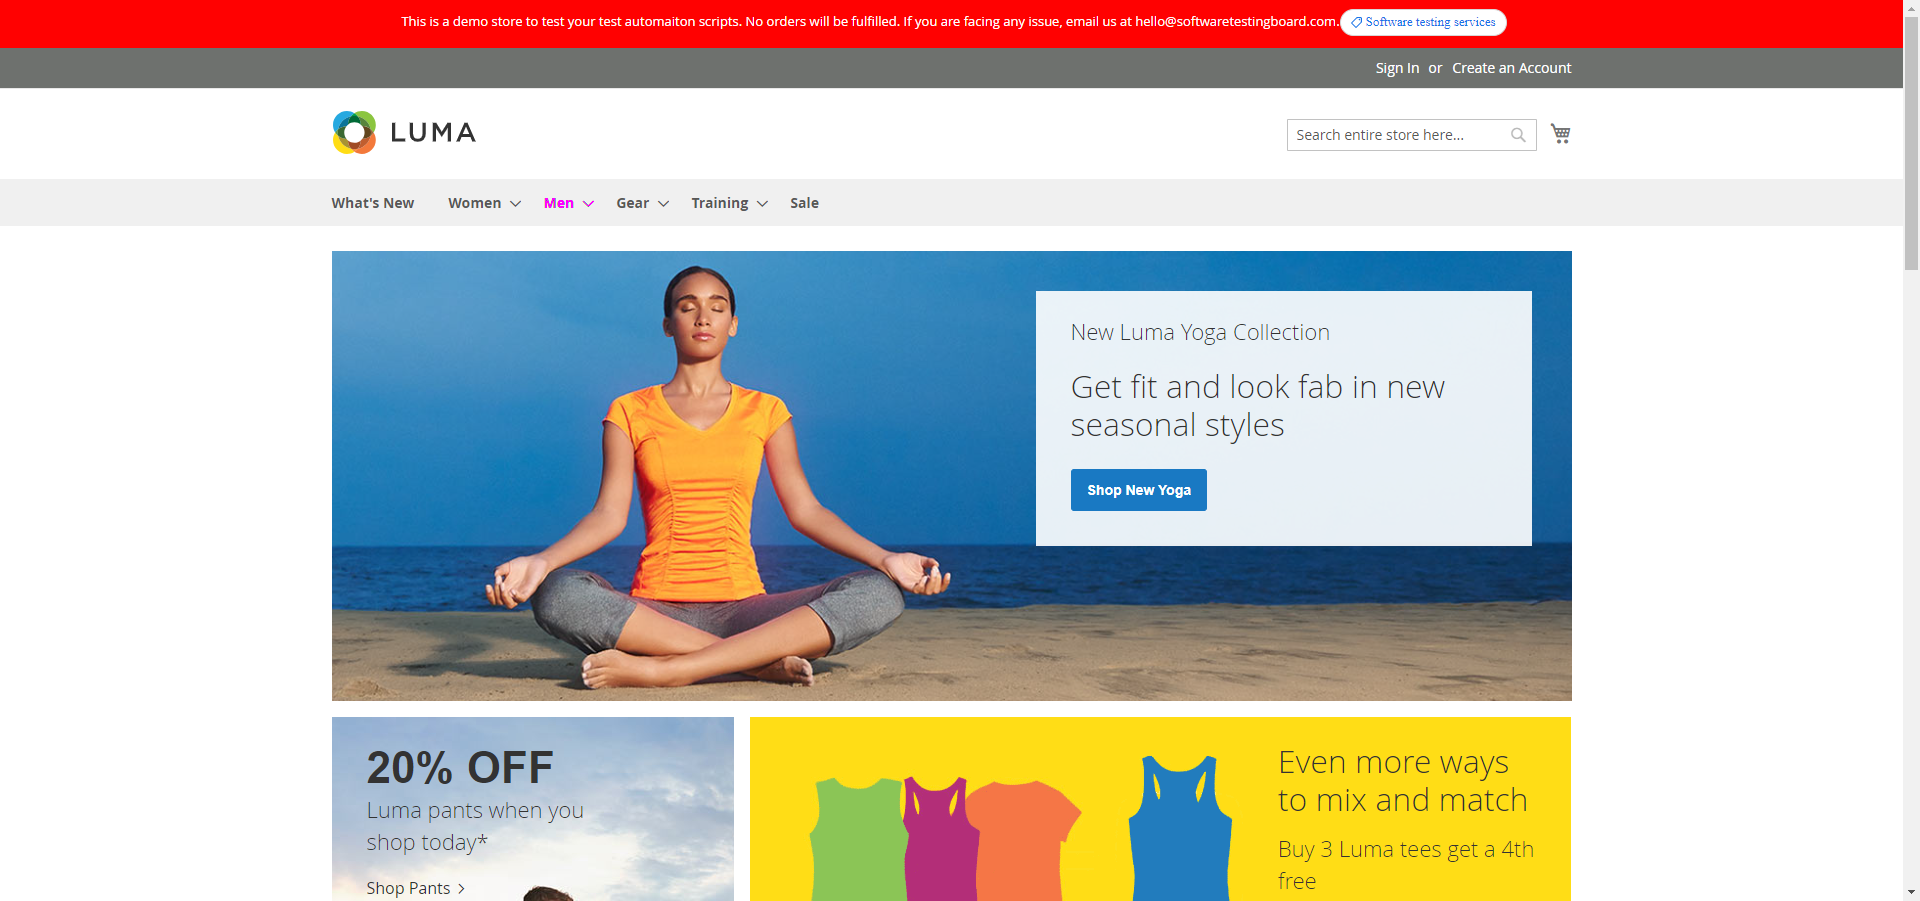 This is a demo store to test your test automaiton scripts. No orders will be fulfilled. If you are facing any issue, email us at hello@softwaretestingboard.com. Software testing services
Sign In or Create an Account
LUMA
Search entire store here...
What's New Women Men Gear Training Sale
New Luma Yoga Collection
Get fit and look fab in new
seasonal styles
Shop New Yoga
20% OFF
Luma pants when you
shop today*
Shop Pants
Even more ways
to mix and match
Buy 3 Luma tees get a 4th
free